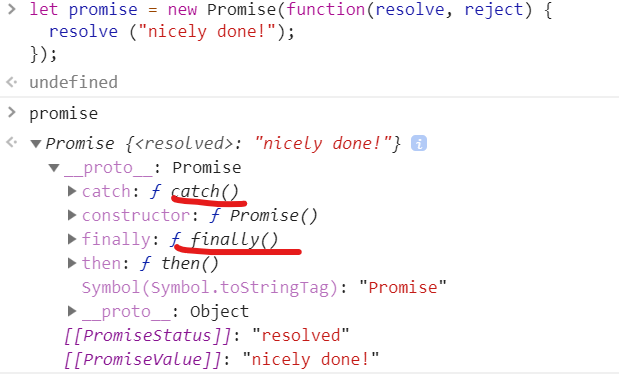 > let promise = new Promise(function(resolve, reject) {
resolve ("nicely done!");
});
< undefined
> promise
< ▼Promise {<resolved>: "nicely done!"} i
▼__proto__: Promise
▶catch: ƒ catch()
▶constructor: ƒ Promise()
▶finally: ƒ finally()
▶then: ƒ then()
Symbol(Symbol.toStringTag): "Promise"
▶__proto__: Object
[[PromiseStatus]]: "resolved"
[[PromiseValue]]: "nicely done!"